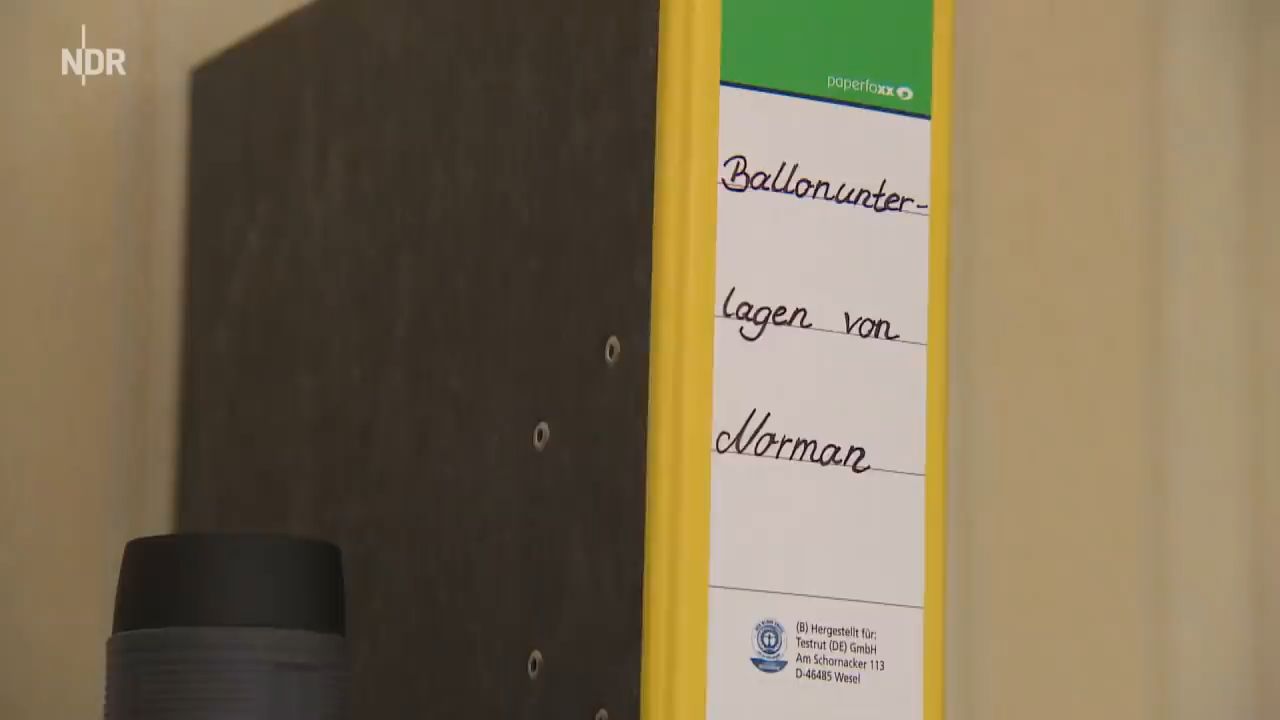 NDR
paperfoxx
Ballonunter-
lagen von
Norman
(B) Hergestellt für:
Testrut (DE) GmbH
Am Schornacker 113
D-46485 Wesel